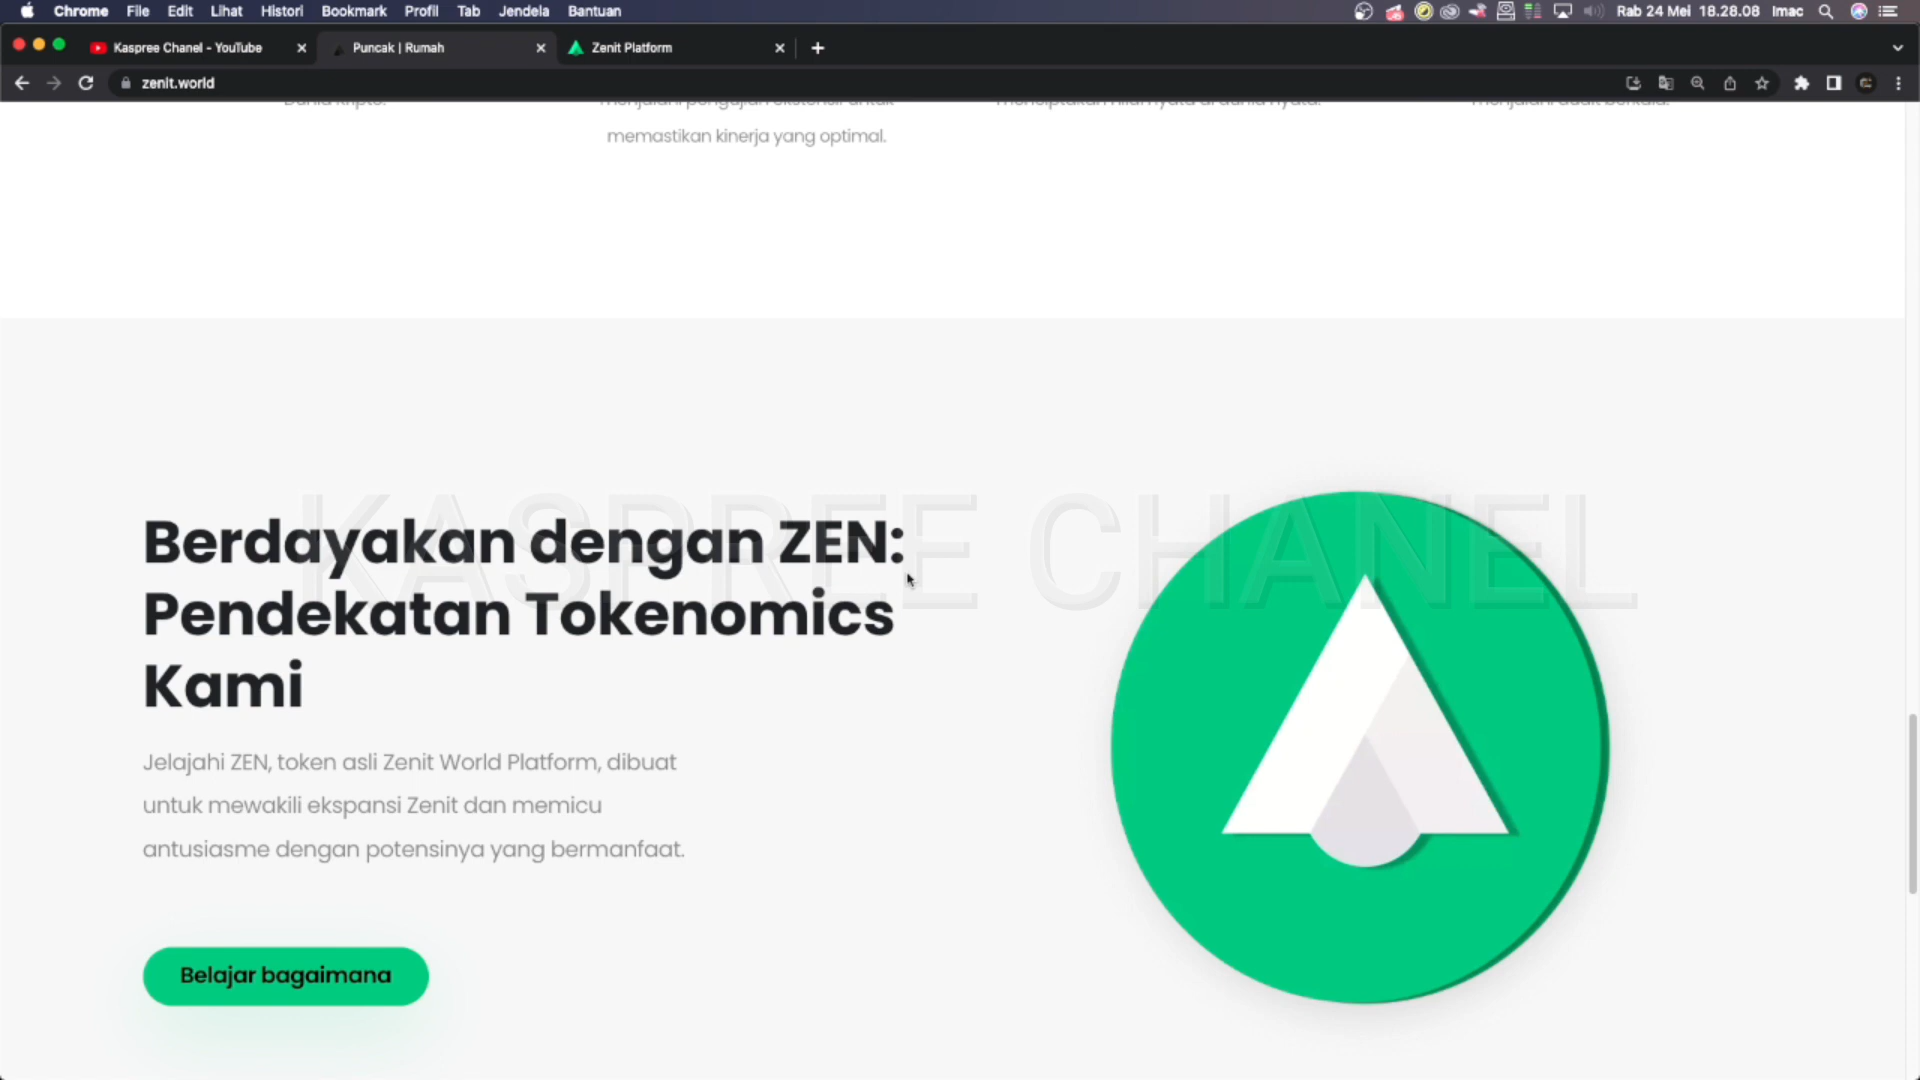 Chrome File Edit Lihat Histori Bookmark Profil Tab Jendela Bantuan Rab 24 Mei 18.28.08 Imac
Kaspree Chanel - YouTube Puncak | Rumah Zenit Platform
zenit.world
memastikan kinerja yang optimal.
KASPREE CHANEL
Berdayakan dengan ZEN:
Pendekatan Tokenomics
Kami
Jelajahi ZEN, token asli Zenit World Platform, dibuat
untuk mewakili ekspansi Zenit dan memicu
antusiasme dengan potensinya yang bermanfaat.
Belajar bagaimana